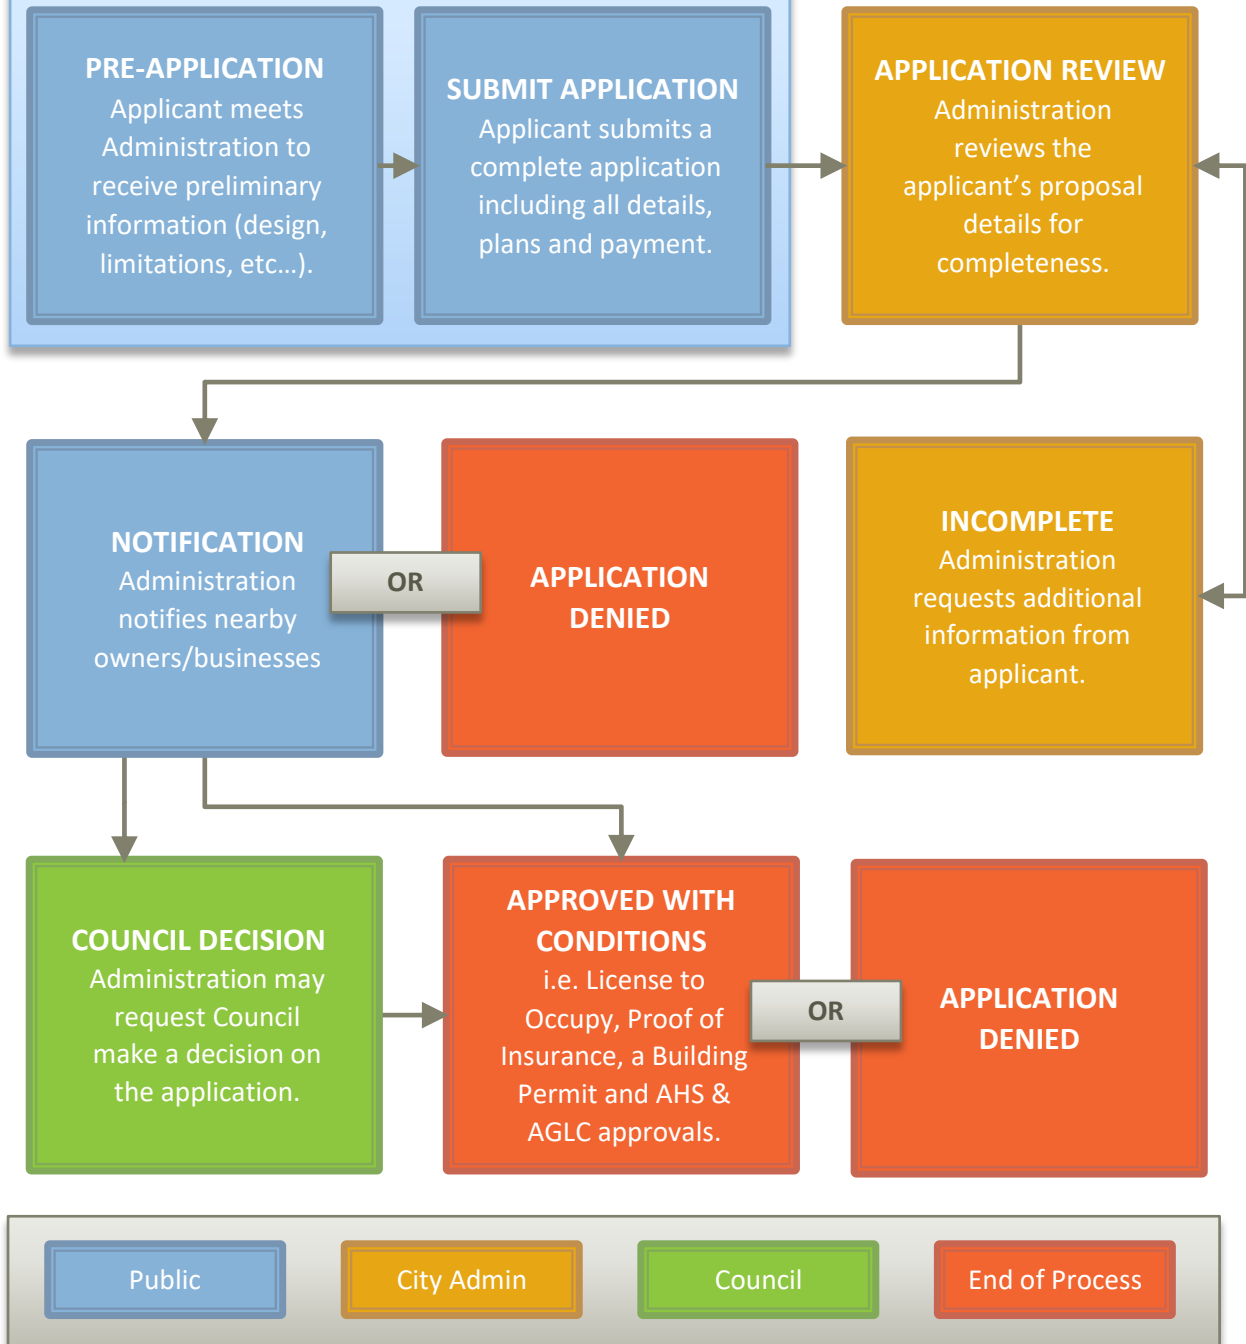 PRE-APPLICATION
Applicant meets
Administration to
receive preliminary
information (design,
limitations, etc...).
SUBMIT APPLICATION
Applicant submits a
complete application
including all details,
plans and payment.
APPLICATION REVIEW
Administration
reviews the
applicant’s proposal
details for
completeness.
NOTIFICATION
Administration
notifies nearby
owners/businesses
OR
APPLICATION
DENIED
INCOMPLETE
Administration
requests additional
information from
applicant.
COUNCIL DECISION
Administration may
request Council
make a decision on
the application.
APPROVED WITH
CONDITIONS
i.e. License to
Occupy, Proof of
Insurance, a Building
Permit and AHS &
AGLC approvals.
OR
APPLICATION
DENIED
Public
City Admin
Council
End of Process